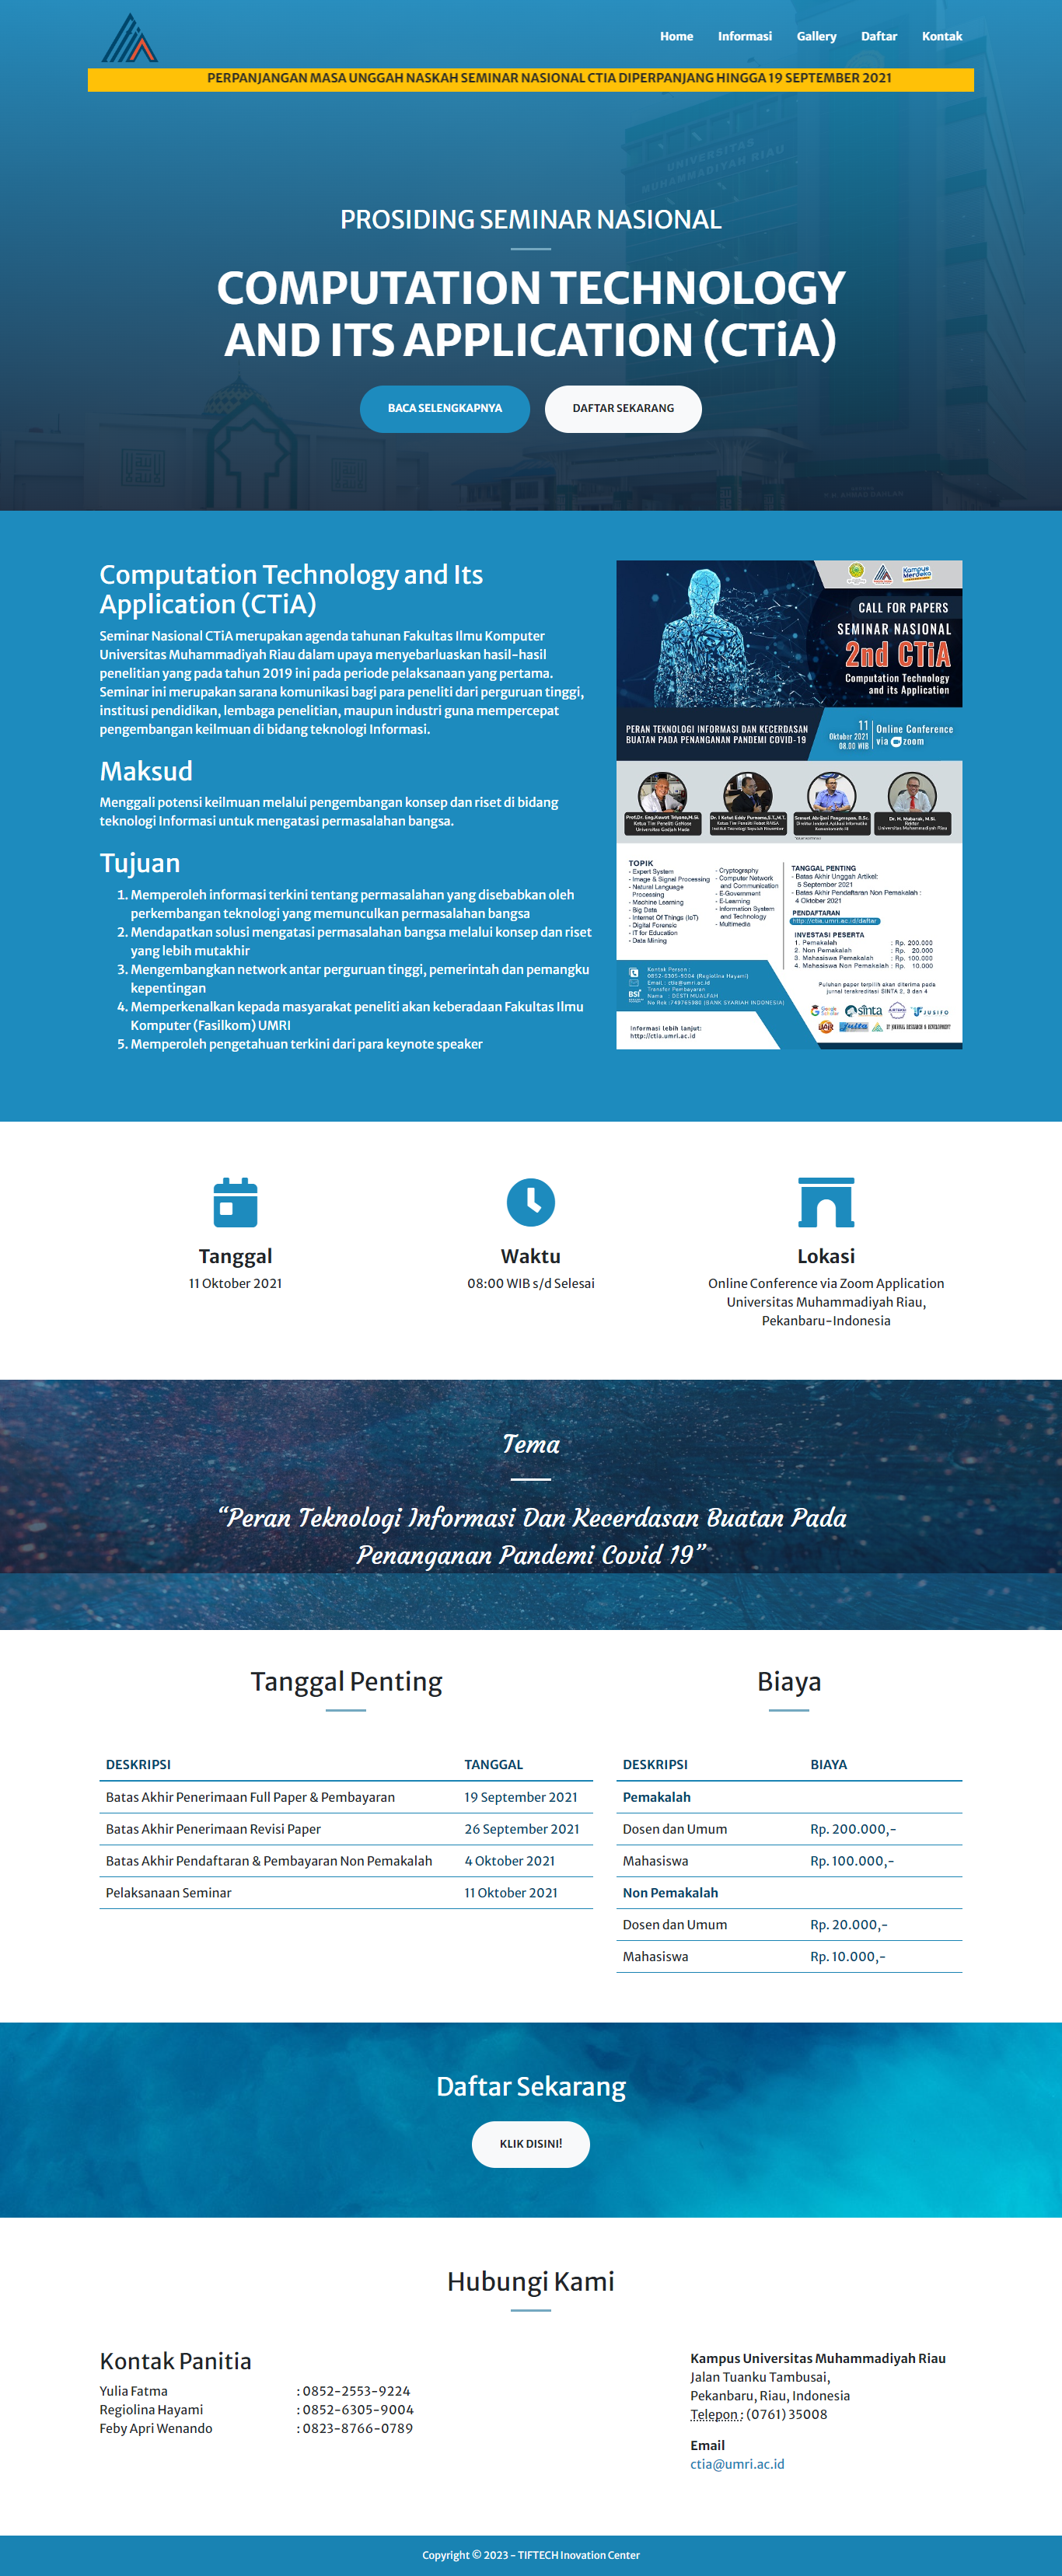 Home Informasi Gallery Daftar Kontak
PERPANJANGAN MASA UNGGAH NASKAH SEMINAR NASIONAL CTIA DIPERPANJANG HINGGA 19 SEPTEMBER 2021
UNIVERSITAS
MUHAMMADIYAH RIAU
PROSIDING SEMINAR NASIONAL
COMPUTATION TECHNOLOGY
AND ITS APPLICATION (CTiA)
BACA SELENGKAPNYA DAFTAR SEKARANG
Computation Technology and Its
Application (CTiA)
Seminar Nasional CTiA merupakan agenda tahunan Fakultas Ilmu Komputer
Universitas Muhammadiyah Riau dalam upaya menyebarluaskan hasil-hasil
penelitian yang pada tahun 2019 ini pada periode pelaksanaan yang pertama.
Seminar ini merupakan sarana komunikasi bagi para peneliti dari perguruan tinggi,
institusi pendidikan, lembaga penelitian, maupun industri guna mempercepat
pengembangan keilmuan di bidang teknologi Informasi.
Maksud
Menggali potensi keilmuan melalui pengembangan konsep dan riset di bidang
teknologi Informasi untuk mengatasi permasalahan bangsa.
Tujuan
1. Memperoleh informasi terkini tentang permasalahan yang disebabkan oleh
perkembangan teknologi yang memunculkan permasalahan bangsa
2. Mendapatkan solusi mengatasi permasalahan bangsa melalui konsep dan riset
yang lebih mutakhir
3. Mengembangkan network antar perguruan tinggi, pemerintah dan pemangku
kepentingan
4. Memperkenalkan kepada masyarakat peneliti akan keberadaan Fakultas Ilmu
Komputer (Fasilkom) UMRI
5. Memperoleh pengetahuan terkini dari para keynote speaker
Kampus
Merdeka
CALL FOR PAPERS
SEMINAR NASIONAL
2nd CTiA
Computation Technology
and its Application
PERAN TEKNOLOGI INFORMASI DAN KECERDASAN
BUATAN PADA PENANGANAN PANDEMI COVID-19
11
Oktober 2021
08.00 WIB
Online Conference
via zoom
Universitas Gadjah Mada
Dr. H. Mubarak, M.Si.
Rektor
Universitas Muhammadiyah Riau
TOPIK
- Expert System
- Image & Signal Processing
- Natural Language
Processing
- Machine Learning
- Big Data
- Internet Of Things (IoT)
- Digital Forensic
- IT for Education
- Data Mining
- Cryptography
- Computer Network
and Communication
- E-Government
- E-Learning
- Information System
and Technology
- Multimedia
TANGGAL PENTING
- Batas Akhir Unggah Artikel:
5 September 2021
- Batas Akhir Pendaftaran Non Pemakalah :
4 Oktober 2021
PENDAFTARAN
http://ctia.umri.ac.id/daftar
INVESTASI PESERTA
1. Pemakalah : Rp. 200.000
2. Non Pemakalah : Rp. 20.000
3. Mahasiswa Pemakalah : Rp. 100.000
4. Mahasiswa Non Pemakalah : Rp. 10.000
Kontak Person :
0852-6305-9004 (Regiolina Hayami)
Email : ctia@umri.ac.id
Transfer Pembayaran
Nama : DESTI MUALFAH
(BANK SYARIAH INDONESIA)
BSI
Puluhan paper terpilih akan diterima pada
jurnal terakreditasi SINTA 2, 3 dan 4
Google Scholar
sinta
JUSIFO
IT JOURNAL RESEARCH & DEVELOPMENT
Informasi lebih lanjut:
http://ctia.umri.ac.id
Tanggal
11 Oktober 2021
Waktu
08:00 WIB s/d Selesai
Lokasi
Online Conference via Zoom Application
Universitas Muhammadiyah Riau,
Pekanbaru-Indonesia
Tema
“Peran Teknologi Informasi Dan Kecerdasan Buatan Pada
Penanganan Pandemi Covid 19”
Tanggal Penting
DESKRIPSI TANGGAL
Batas Akhir Penerimaan Full Paper & Pembayaran 19 September 2021
Batas Akhir Penerimaan Revisi Paper 26 September 2021
Batas Akhir Pendaftaran & Pembayaran Non Pemakalah 4 Oktober 2021
Pelaksanaan Seminar 11 Oktober 2021
Biaya
DESKRIPSI BIAYA
Pemakalah
Dosen dan Umum Rp. 200.000,-
Mahasiswa Rp. 100.000,-
Non Pemakalah
Dosen dan Umum Rp. 20.000,-
Mahasiswa Rp. 10.000,-
Daftar Sekarang
KLIK DISINI!
Hubungi Kami
Kontak Panitia
Yulia Fatma : 0852-2553-9224
Regiolina Hayami : 0852-6305-9004
Feby Apri Wenando : 0823-8766-0789
Kampus Universitas Muhammadiyah Riau
Jalan Tuanku Tambusai,
Pekanbaru, Riau, Indonesia
Telepon : (0761) 35008
Email
ctia@umri.ac.id
Copyright © 2023 - TIFTECH Inovation Center